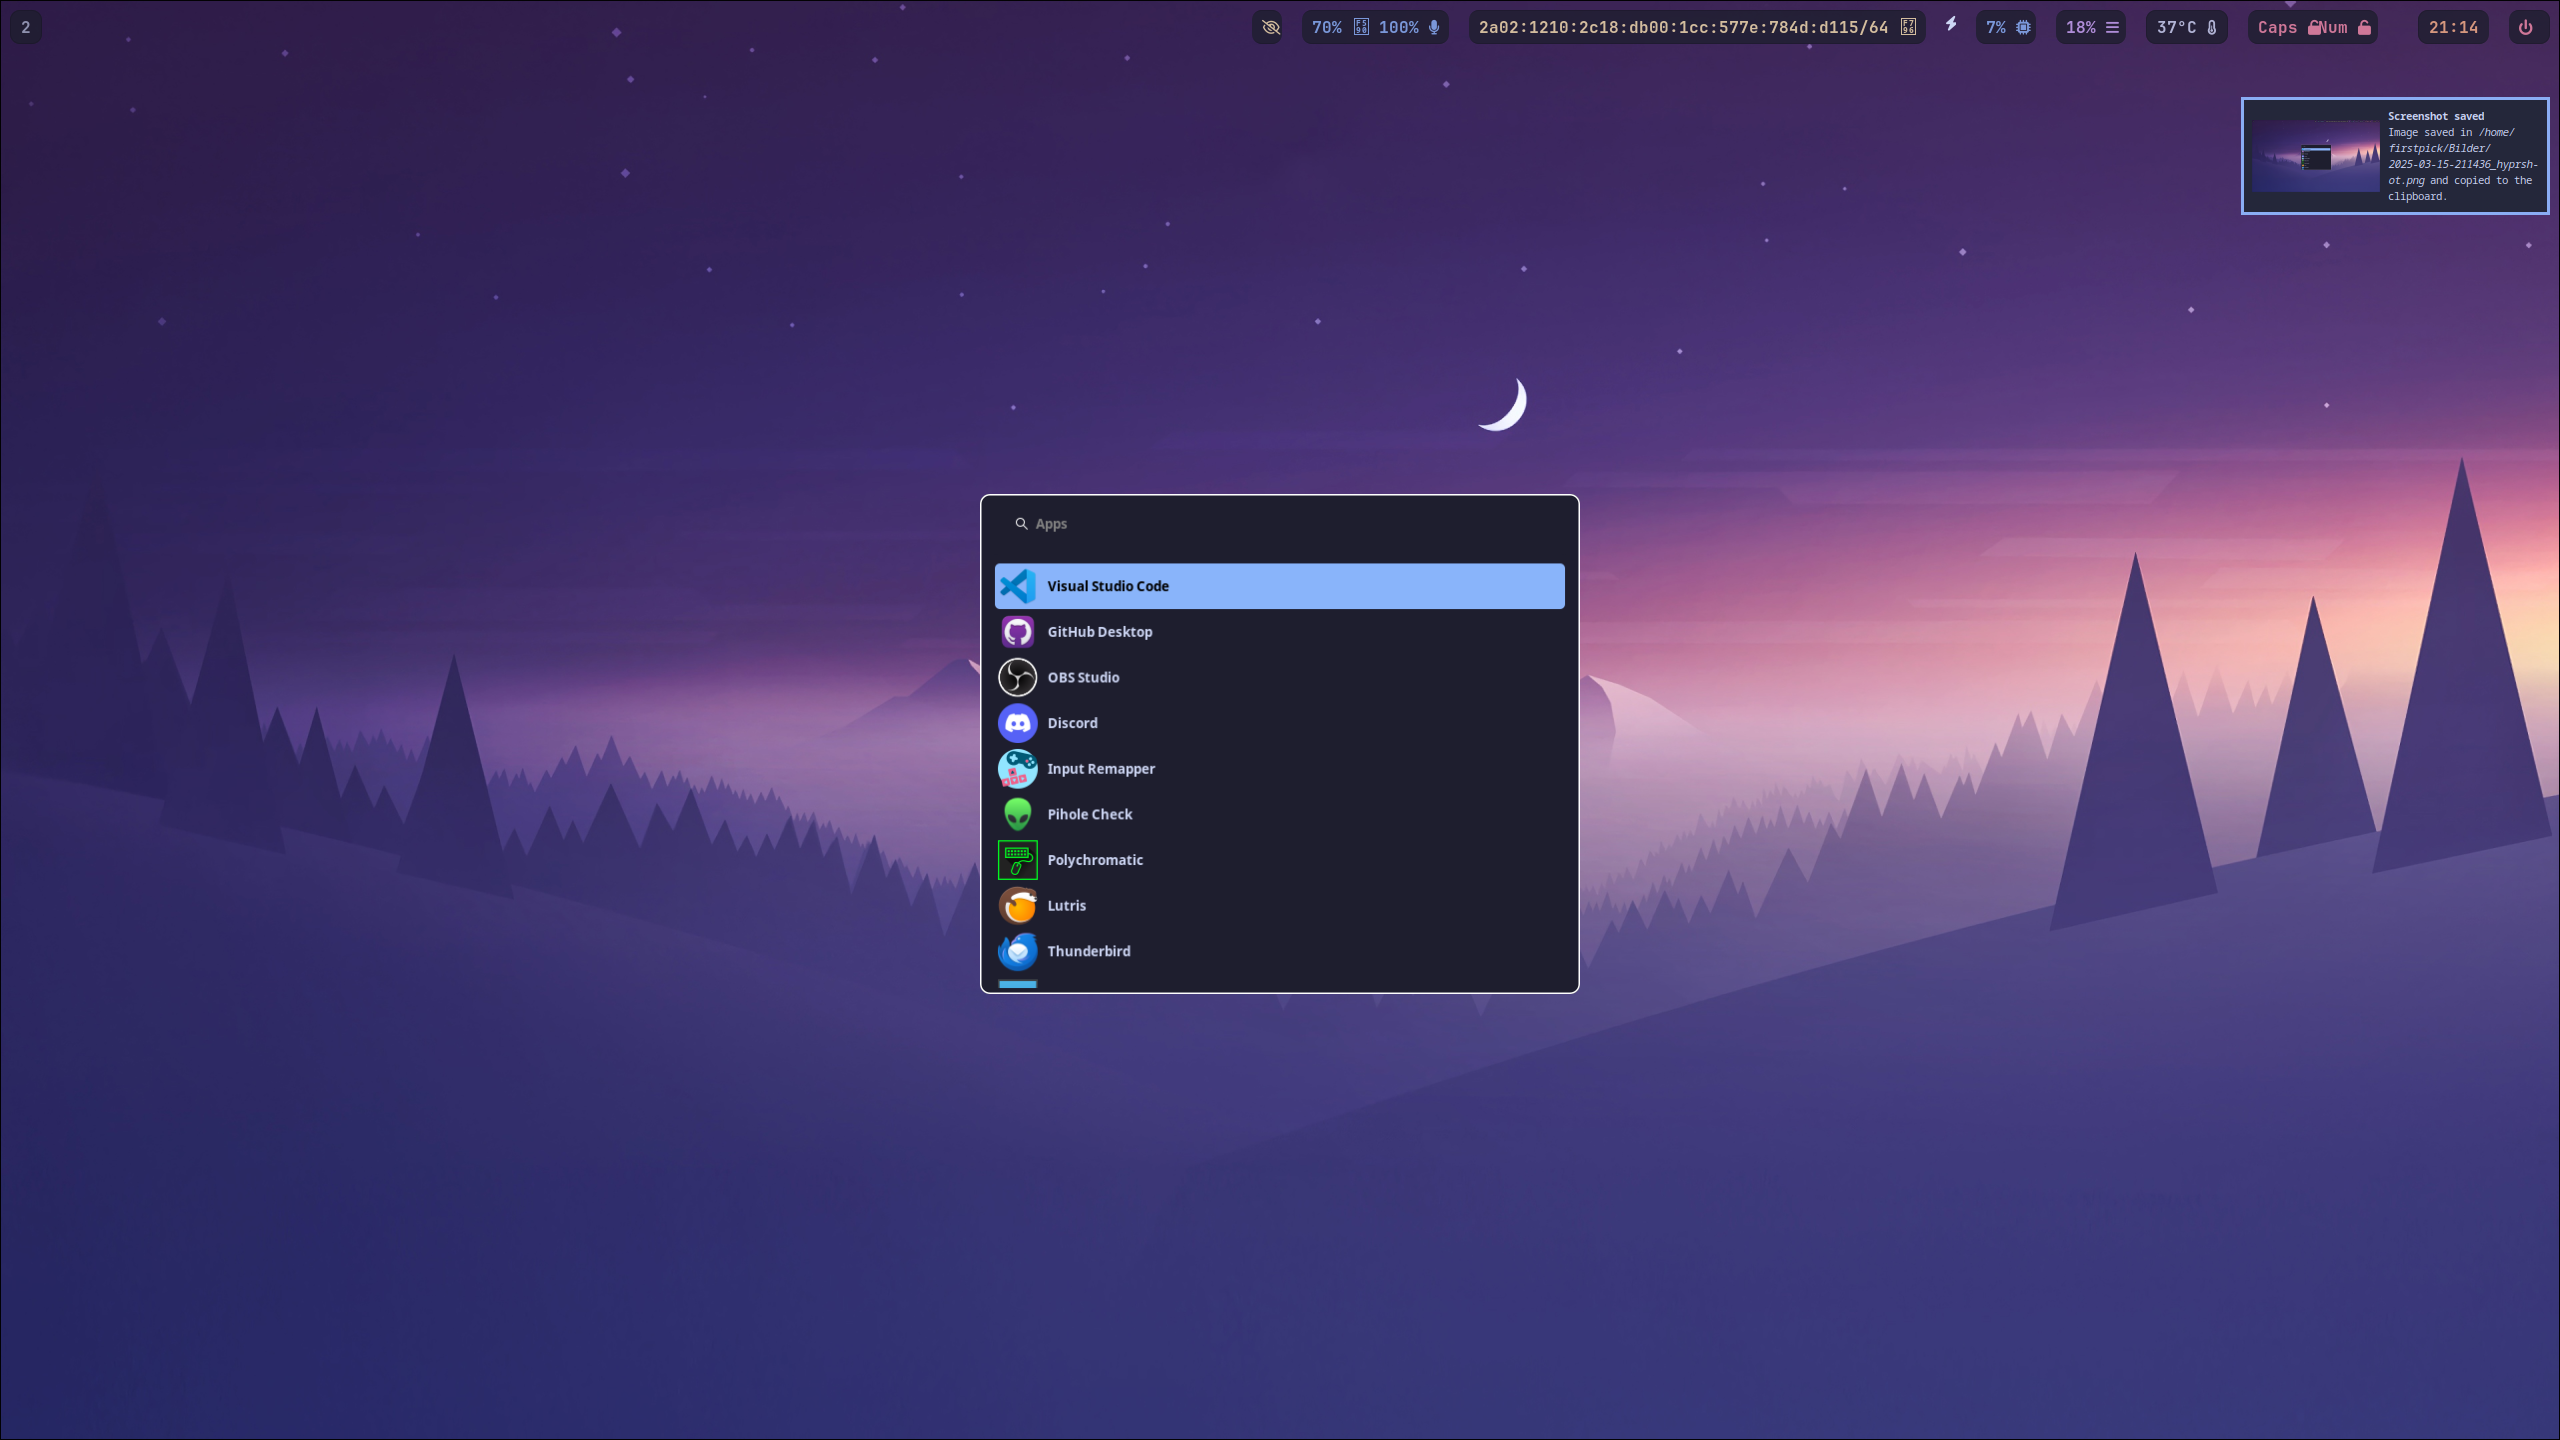 2
70% 100%
2a02:1210:2c18:db00:1cc:577e:784d:d115/64
7%
18%
37°C
Caps Num
21:14
Screenshot saved
Image saved in /home/
firstpick/Bilder/
2025-03-15-211436_hyprsh-
ot.png and copied to the
clipboard.
Apps
Visual Studio Code
GitHub Desktop
OBS Studio
Discord
Input Remapper
Pihole Check
Polychromatic
Lutris
Thunderbird